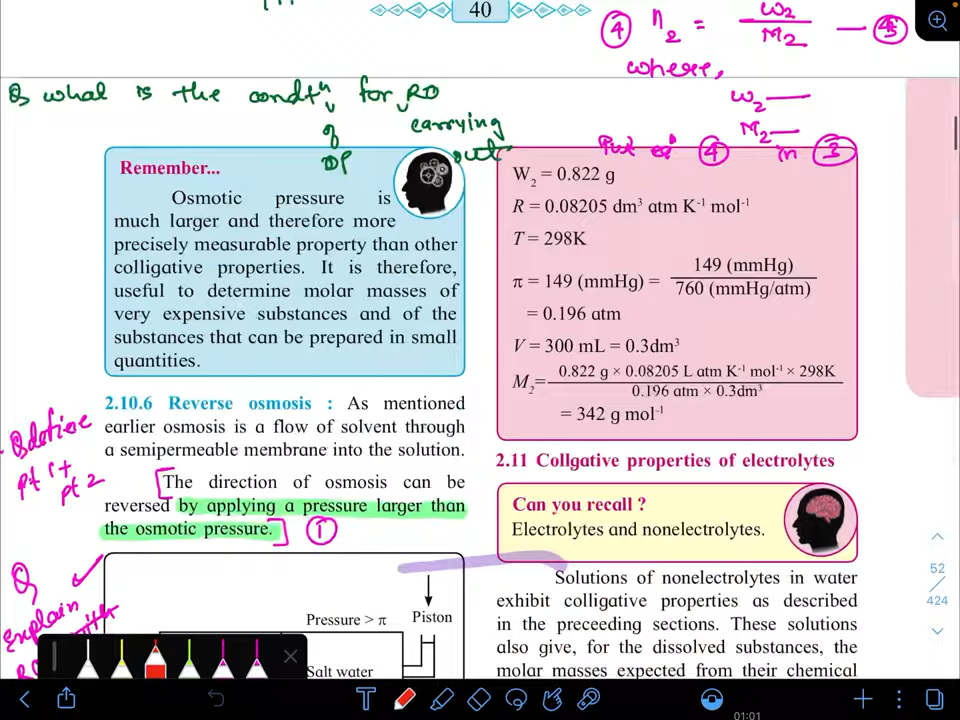 40
④ n2 = W2
M2 — ④
where,
W2 —
M2 —
Put eqn ④ in ③
Q what is the condtn for RO
of carrying
OP out
Remember...
Osmotic pressure is
much larger and therefore more
precisely measurable property than other
colligative properties. It is therefore,
useful to determine molar masses of
very expensive substances and of the
substances that can be prepared in small
quantities.
2.10.6 Reverse osmosis : As mentioned
earlier osmosis is a flow of solvent through
a semipermeable membrane into the solution.
The direction of osmosis can be
reversed by applying a pressure larger than
the osmotic pressure. ①
Q define
pt 1 +
pt 2
Q
explain
with
Pressure > π
Piston
Salt water
W2 = 0.822 g
R = 0.08205 dm³ atm K⁻¹ mol⁻¹
T = 298K
π = 149 (mmHg) = 149 (mmHg)
760 (mmHg/atm)
= 0.196 atm
V = 300 mL = 0.3dm³
M2= 0.822 g × 0.08205 L atm K⁻¹ mol⁻¹ × 298K
0.196 atm × 0.3dm³
= 342 g mol⁻¹
2.11 Collgative properties of electrolytes
Can you recall ?
Electrolytes and nonelectrolytes.
Solutions of nonelectrolytes in water
exhibit colligative properties as described
in the preceeding sections. These solutions
also give, for the dissolved substances, the
molar masses expected from their chemical
52
424
01:01